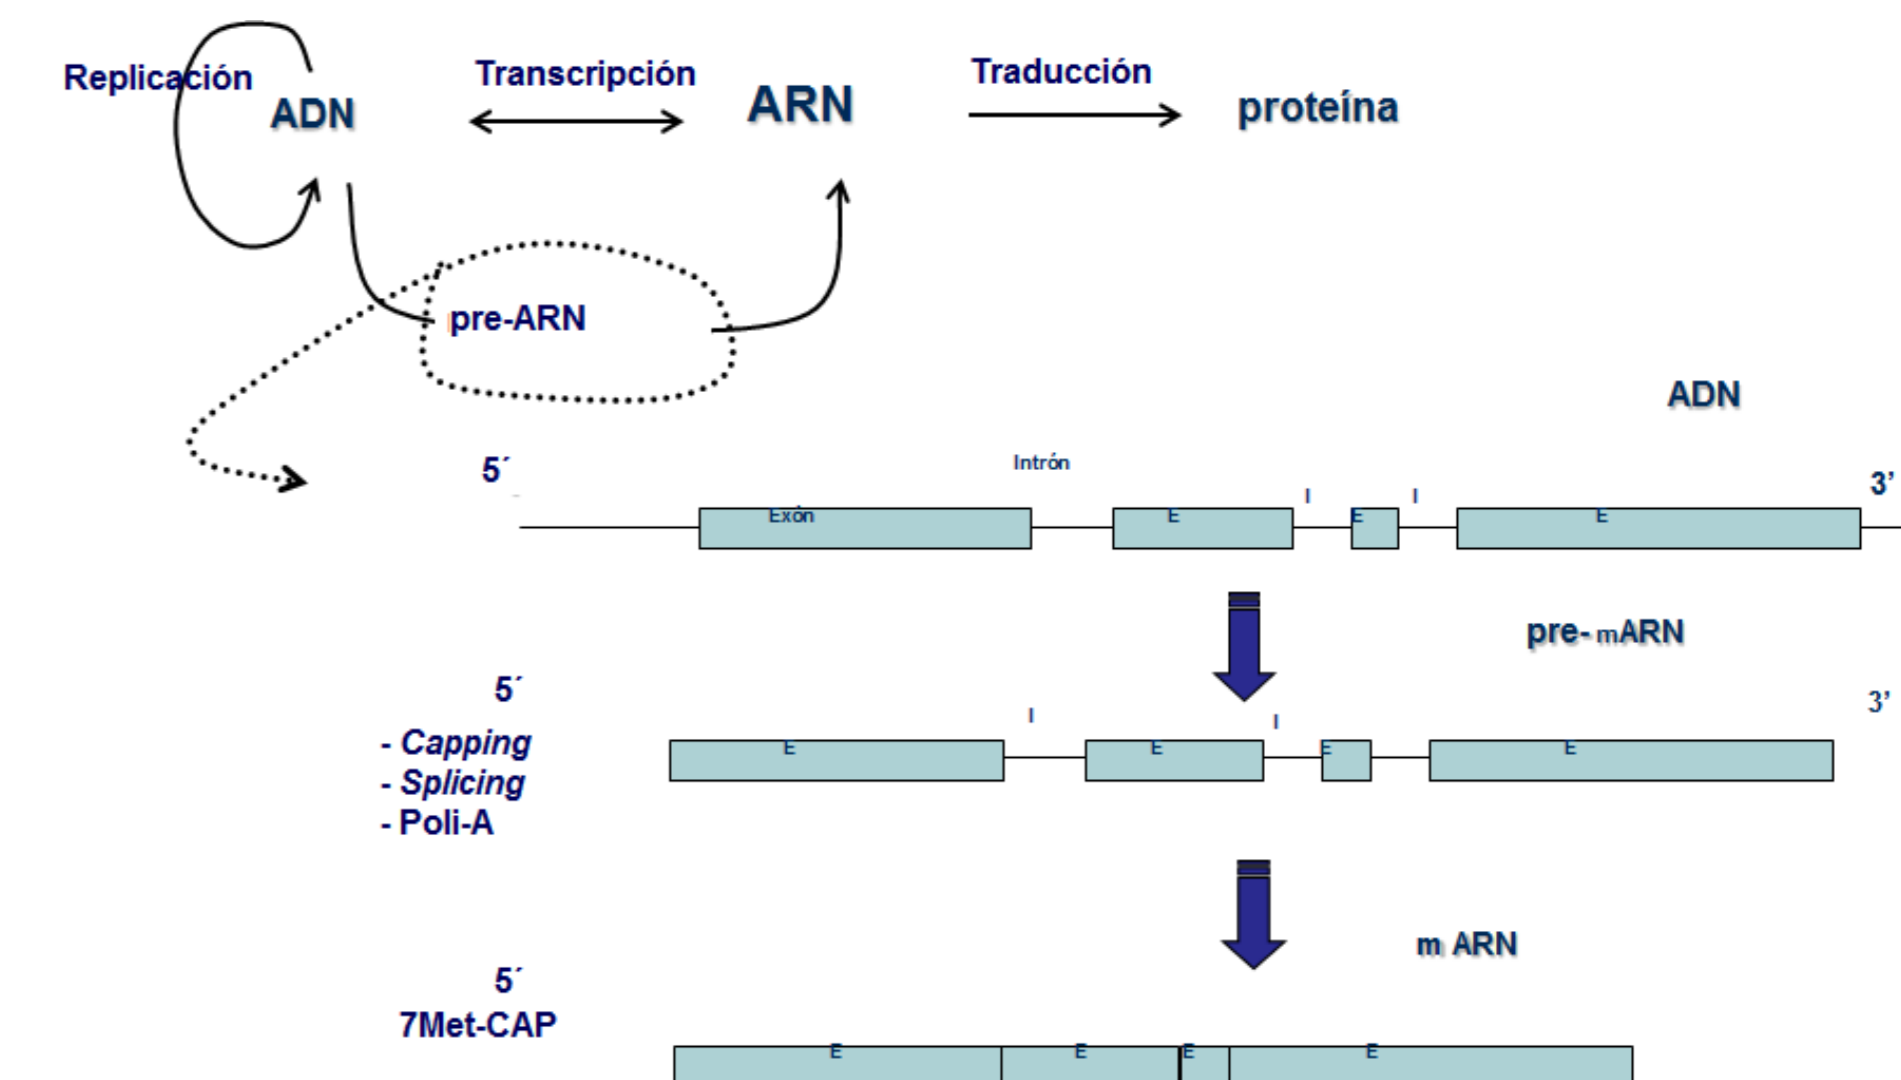 Replicación
ADN
Transcripción
ARN
Traducción
proteína
pre-ARN
ADN
5´
Intrón
I
I
3’
Exón
E
E
E
pre- mARN
5´
3’
I
I
- Capping
- Splicing
- Poli-A
E
E
E
E
m ARN
5´
7Met-CAP
E
E
E
E